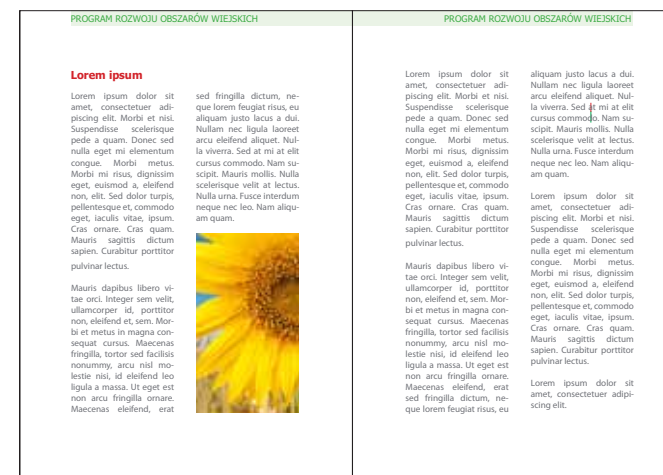 PROGRAM ROZWOJU OBSZARÓW WIEJSKICH
Lorem ipsum
Lorem ipsum dolor sit
amet, consectetuer adi-
piscing elit. Morbi et nisi.
Suspendisse scelerisque
pede a quam. Donec sed
nulla eget mi elementum
congue. Morbi metus.
Morbi mi risus, dignissim
eget, euismod a, eleifend
non, elit. Sed dolor turpis,
pellentesque et, commodo
eget, iaculis vitae, ipsum.
Cras ornare. Cras quam.
Mauris sagittis dictum
sapien. Curabitur porttitor
pulvinar lectus.
Mauris dapibus libero vi-
tae orci. Integer sem velit,
ullamcorper id, porttitor
non, eleifend et, sem. Mor-
bi et metus in magna con-
sequat cursus. Maecenas
fringilla, tortor sed facilisis
nonummy, arcu nisl mo-
lestie nisi, id eleifend leo
ligula a massa. Ut eget est
non arcu fringilla ornare.
Maecenas eleifend, erat
sed fringilla dictum, ne-
que lorem feugiat risus, eu
aliquam justo lacus a dui.
Nullam nec ligula laoreet
arcu eleifend aliquet. Nul-
la viverra. Sed at mi at elit
cursus commodo. Nam su-
scipit. Mauris mollis. Nulla
scelerisque velit at lectus.
Nulla urna. Fusce interdum
neque nec leo. Nam aliqu-
am quam.
PROGRAM ROZWOJU OBSZARÓW WIEJSKICH
Lorem ipsum dolor sit
amet, consectetuer adi-
piscing elit. Morbi et nisi.
Suspendisse scelerisque
pede a quam. Donec sed
nulla eget mi elementum
congue. Morbi metus.
Morbi mi risus, dignissim
eget, euismod a, eleifend
non, elit. Sed dolor turpis,
pellentesque et, commodo
eget, iaculis vitae, ipsum.
Cras ornare. Cras quam.
Mauris sagittis dictum
sapien. Curabitur porttitor
pulvinar lectus.
Mauris dapibus libero vi-
tae orci. Integer sem velit,
ullamcorper id, porttitor
non, eleifend et, sem. Mor-
bi et metus in magna con-
sequat cursus. Maecenas
fringilla, tortor sed facilisis
nonummy, arcu nisl mo-
lestie nisi, id eleifend leo
ligula a massa. Ut eget est
non arcu fringilla ornare.
Maecenas eleifend, erat
sed fringilla dictum, ne-
que lorem feugiat risus, eu
aliquam justo lacus a dui.
Nullam nec ligula laoreet
arcu eleifend aliquet. Nul-
la viverra. Sed at mi at elit
cursus commodo. Nam su-
scipit. Mauris mollis. Nulla
scelerisque velit at lectus.
Nulla urna. Fusce interdum
neque nec leo. Nam aliqu-
am quam.
Lorem ipsum dolor sit
amet, consectetuer adi-
piscing elit. Morbi et nisi.
Suspendisse scelerisque
pede a quam. Donec sed
nulla eget mi elementum
congue. Morbi metus.
Morbi mi risus, dignissim
eget, euismod a, eleifend
non, elit. Sed dolor turpis,
pellentesque et, commodo
eget, iaculis vitae, ipsum.
Cras ornare. Cras quam.
Mauris sagittis dictum
sapien. Curabitur porttitor
pulvinar lectus.
Lorem ipsum dolor sit
amet, consectetuer adipi-
scing elit.